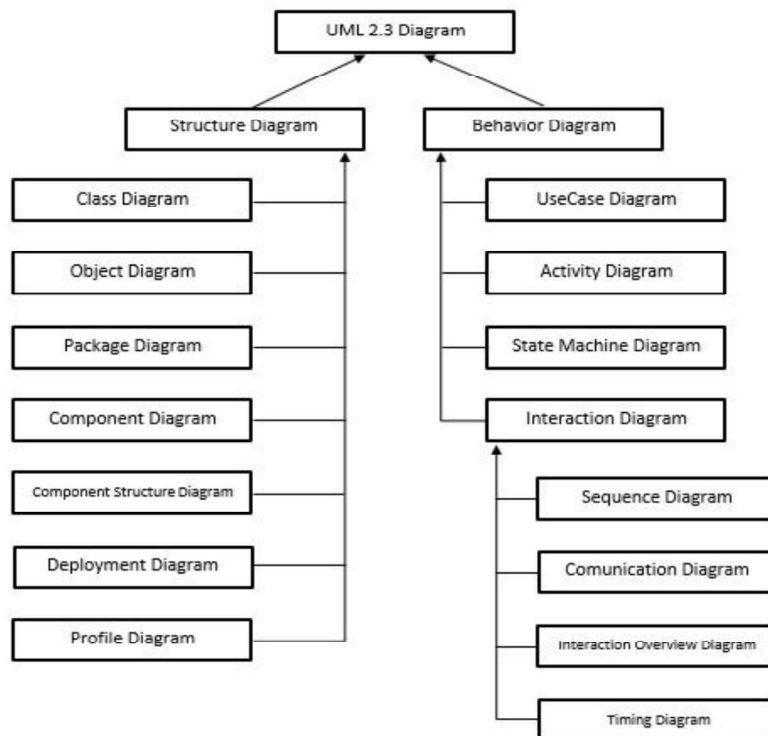 UML 2.3 Diagram
Structure Diagram
Behavior Diagram
Class Diagram
Object Diagram
Package Diagram
Component Diagram
Component Structure Diagram
Deployment Diagram
Profile Diagram
UseCase Diagram
Activity Diagram
State Machine Diagram
Interaction Diagram
Sequence Diagram
Comunication Diagram
Interaction Overview Diagram
Timing Diagram